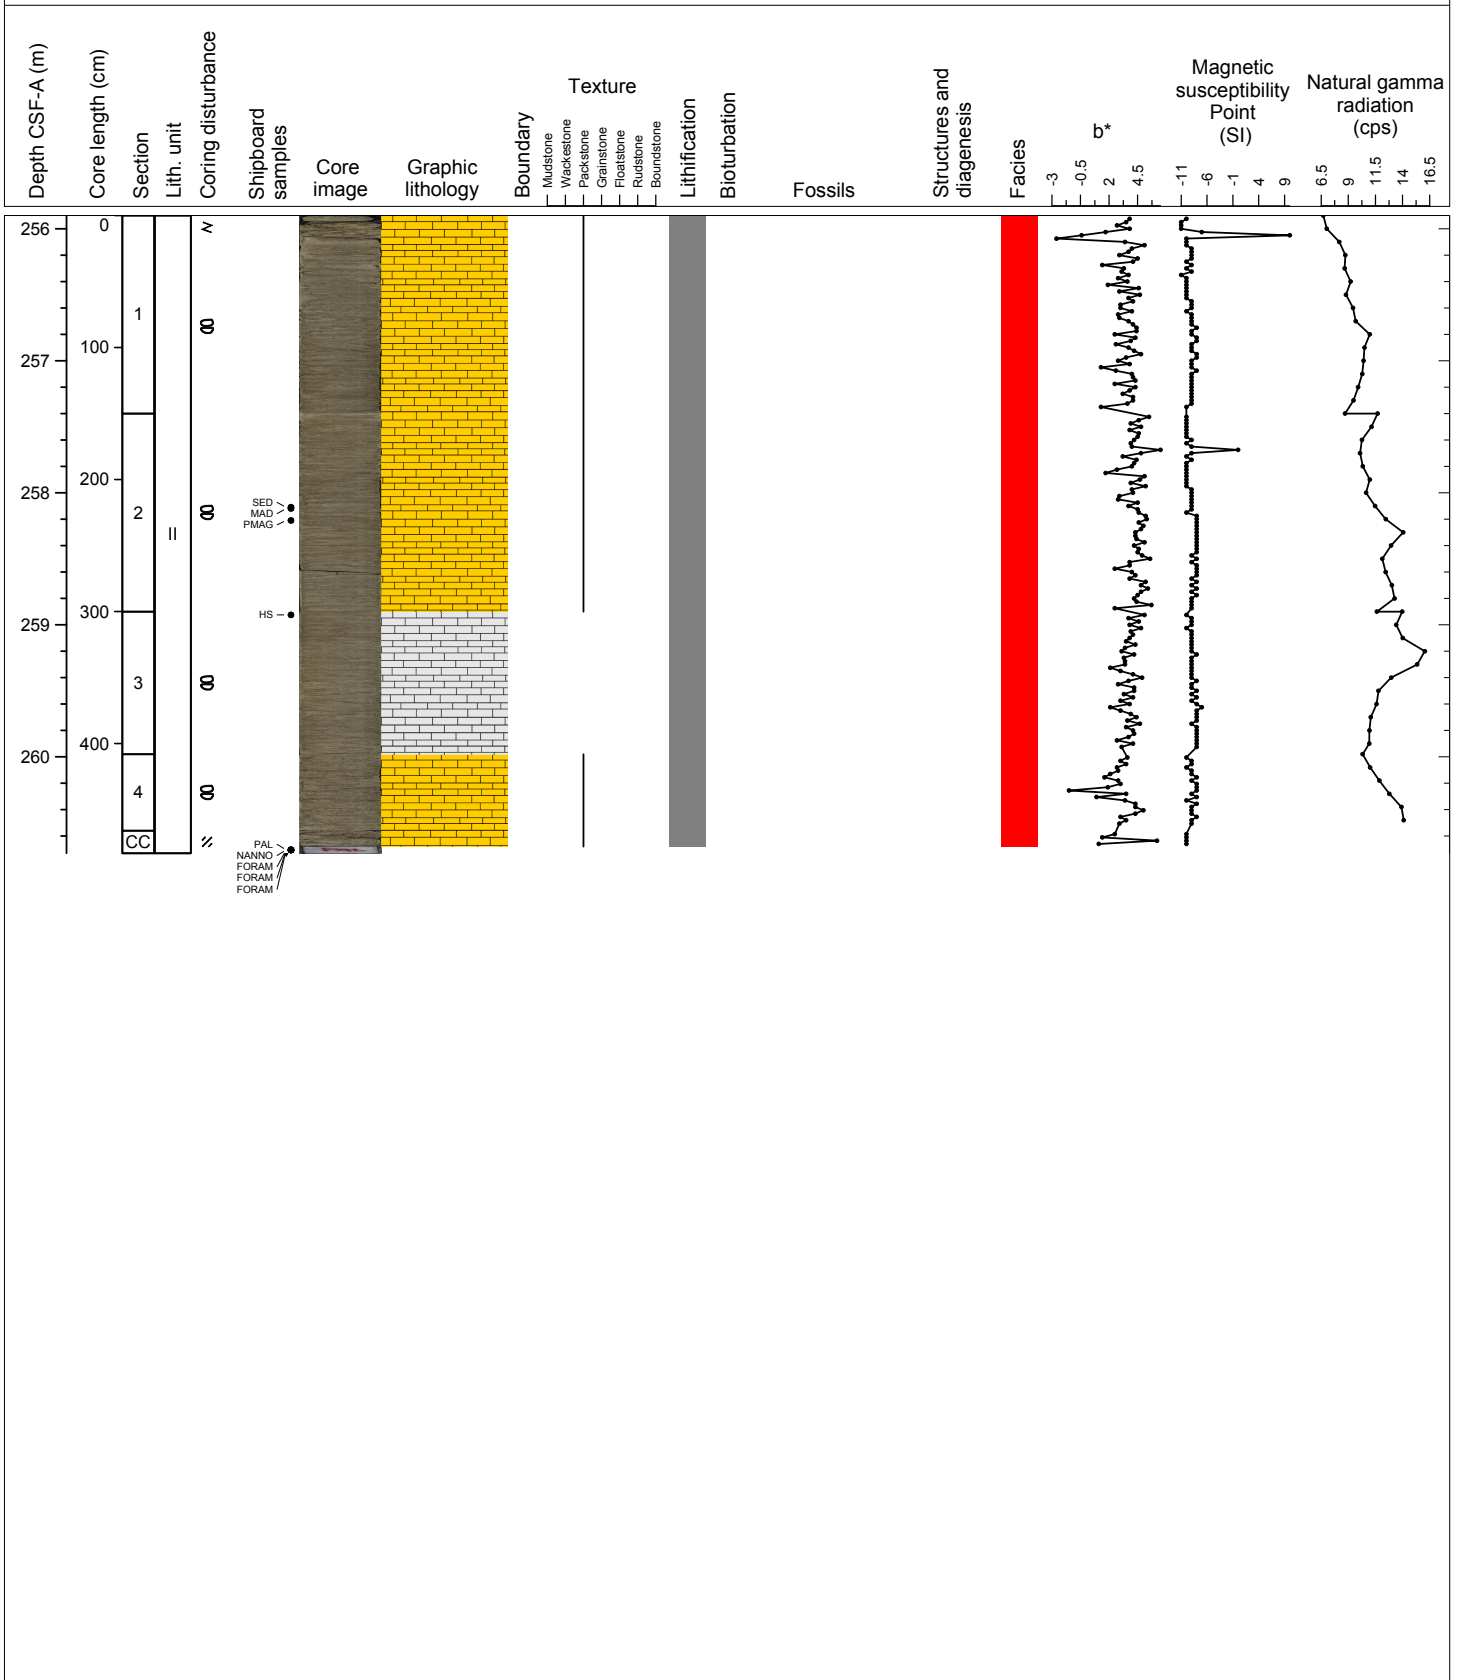 Depth CSF-A (m)
Core length (cm)
Section
Lith. unit
Coring disturbance
Shipboard
samples
Core
image
Graphic
lithology
Boundary
Texture
Mudstone
Wackestone
Packstone
Grainstone
Floatstone
Rudstone
Boundstone
Lithification
Bioturbation
Fossils
Structures and
diagenesis
Facies
b*
-3
-0.5
2
4.5
Magnetic
susceptibility
Point
(SI)
-11
-6
-1
4
9
Natural gamma
radiation
(cps)
6.5
9
11.5
14
16.5
256
257
258
259
260
0
100
200
300
400
1
2
3
4
CC
II
SED
MAD
PMAG
HS
PAL
NANNO
FORAM
FORAM
FORAM